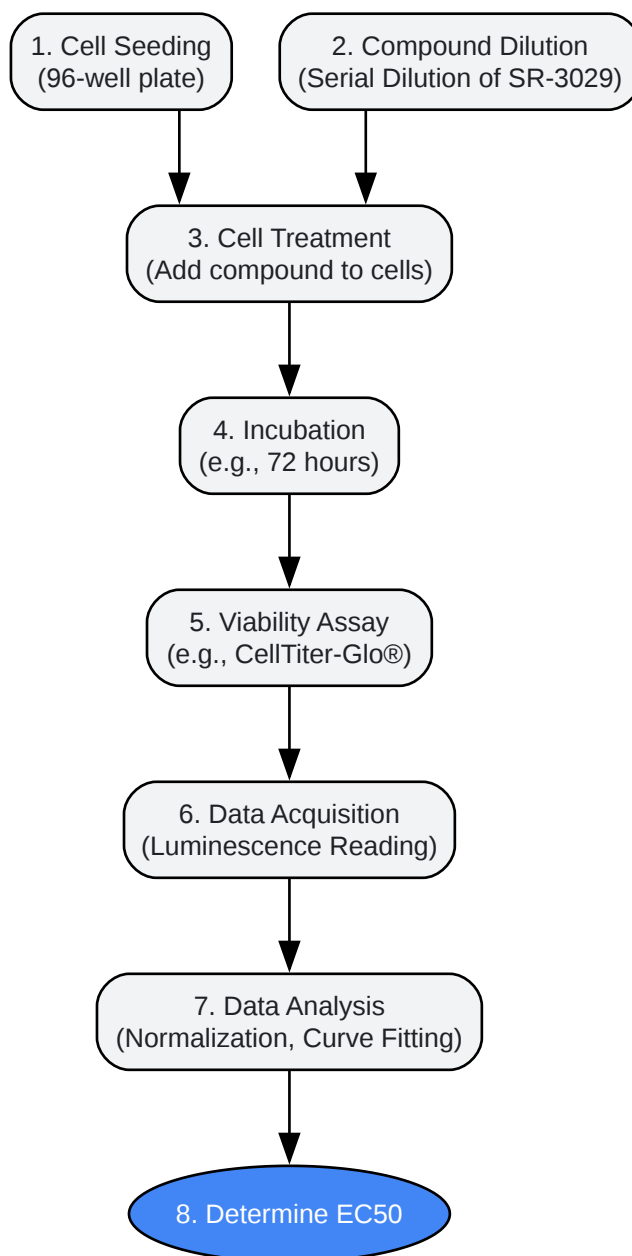 1. Cell Seeding
(96-well plate)
2. Compound Dilution
(Serial Dilution of SR-3029)
3. Cell Treatment
(Add compound to cells)
4. Incubation
(e.g., 72 hours)
5. Viability Assay
(e.g., CellTiter-Glo®)
6. Data Acquisition
(Luminescence Reading)
7. Data Analysis
(Normalization, Curve Fitting)
8. Determine EC50